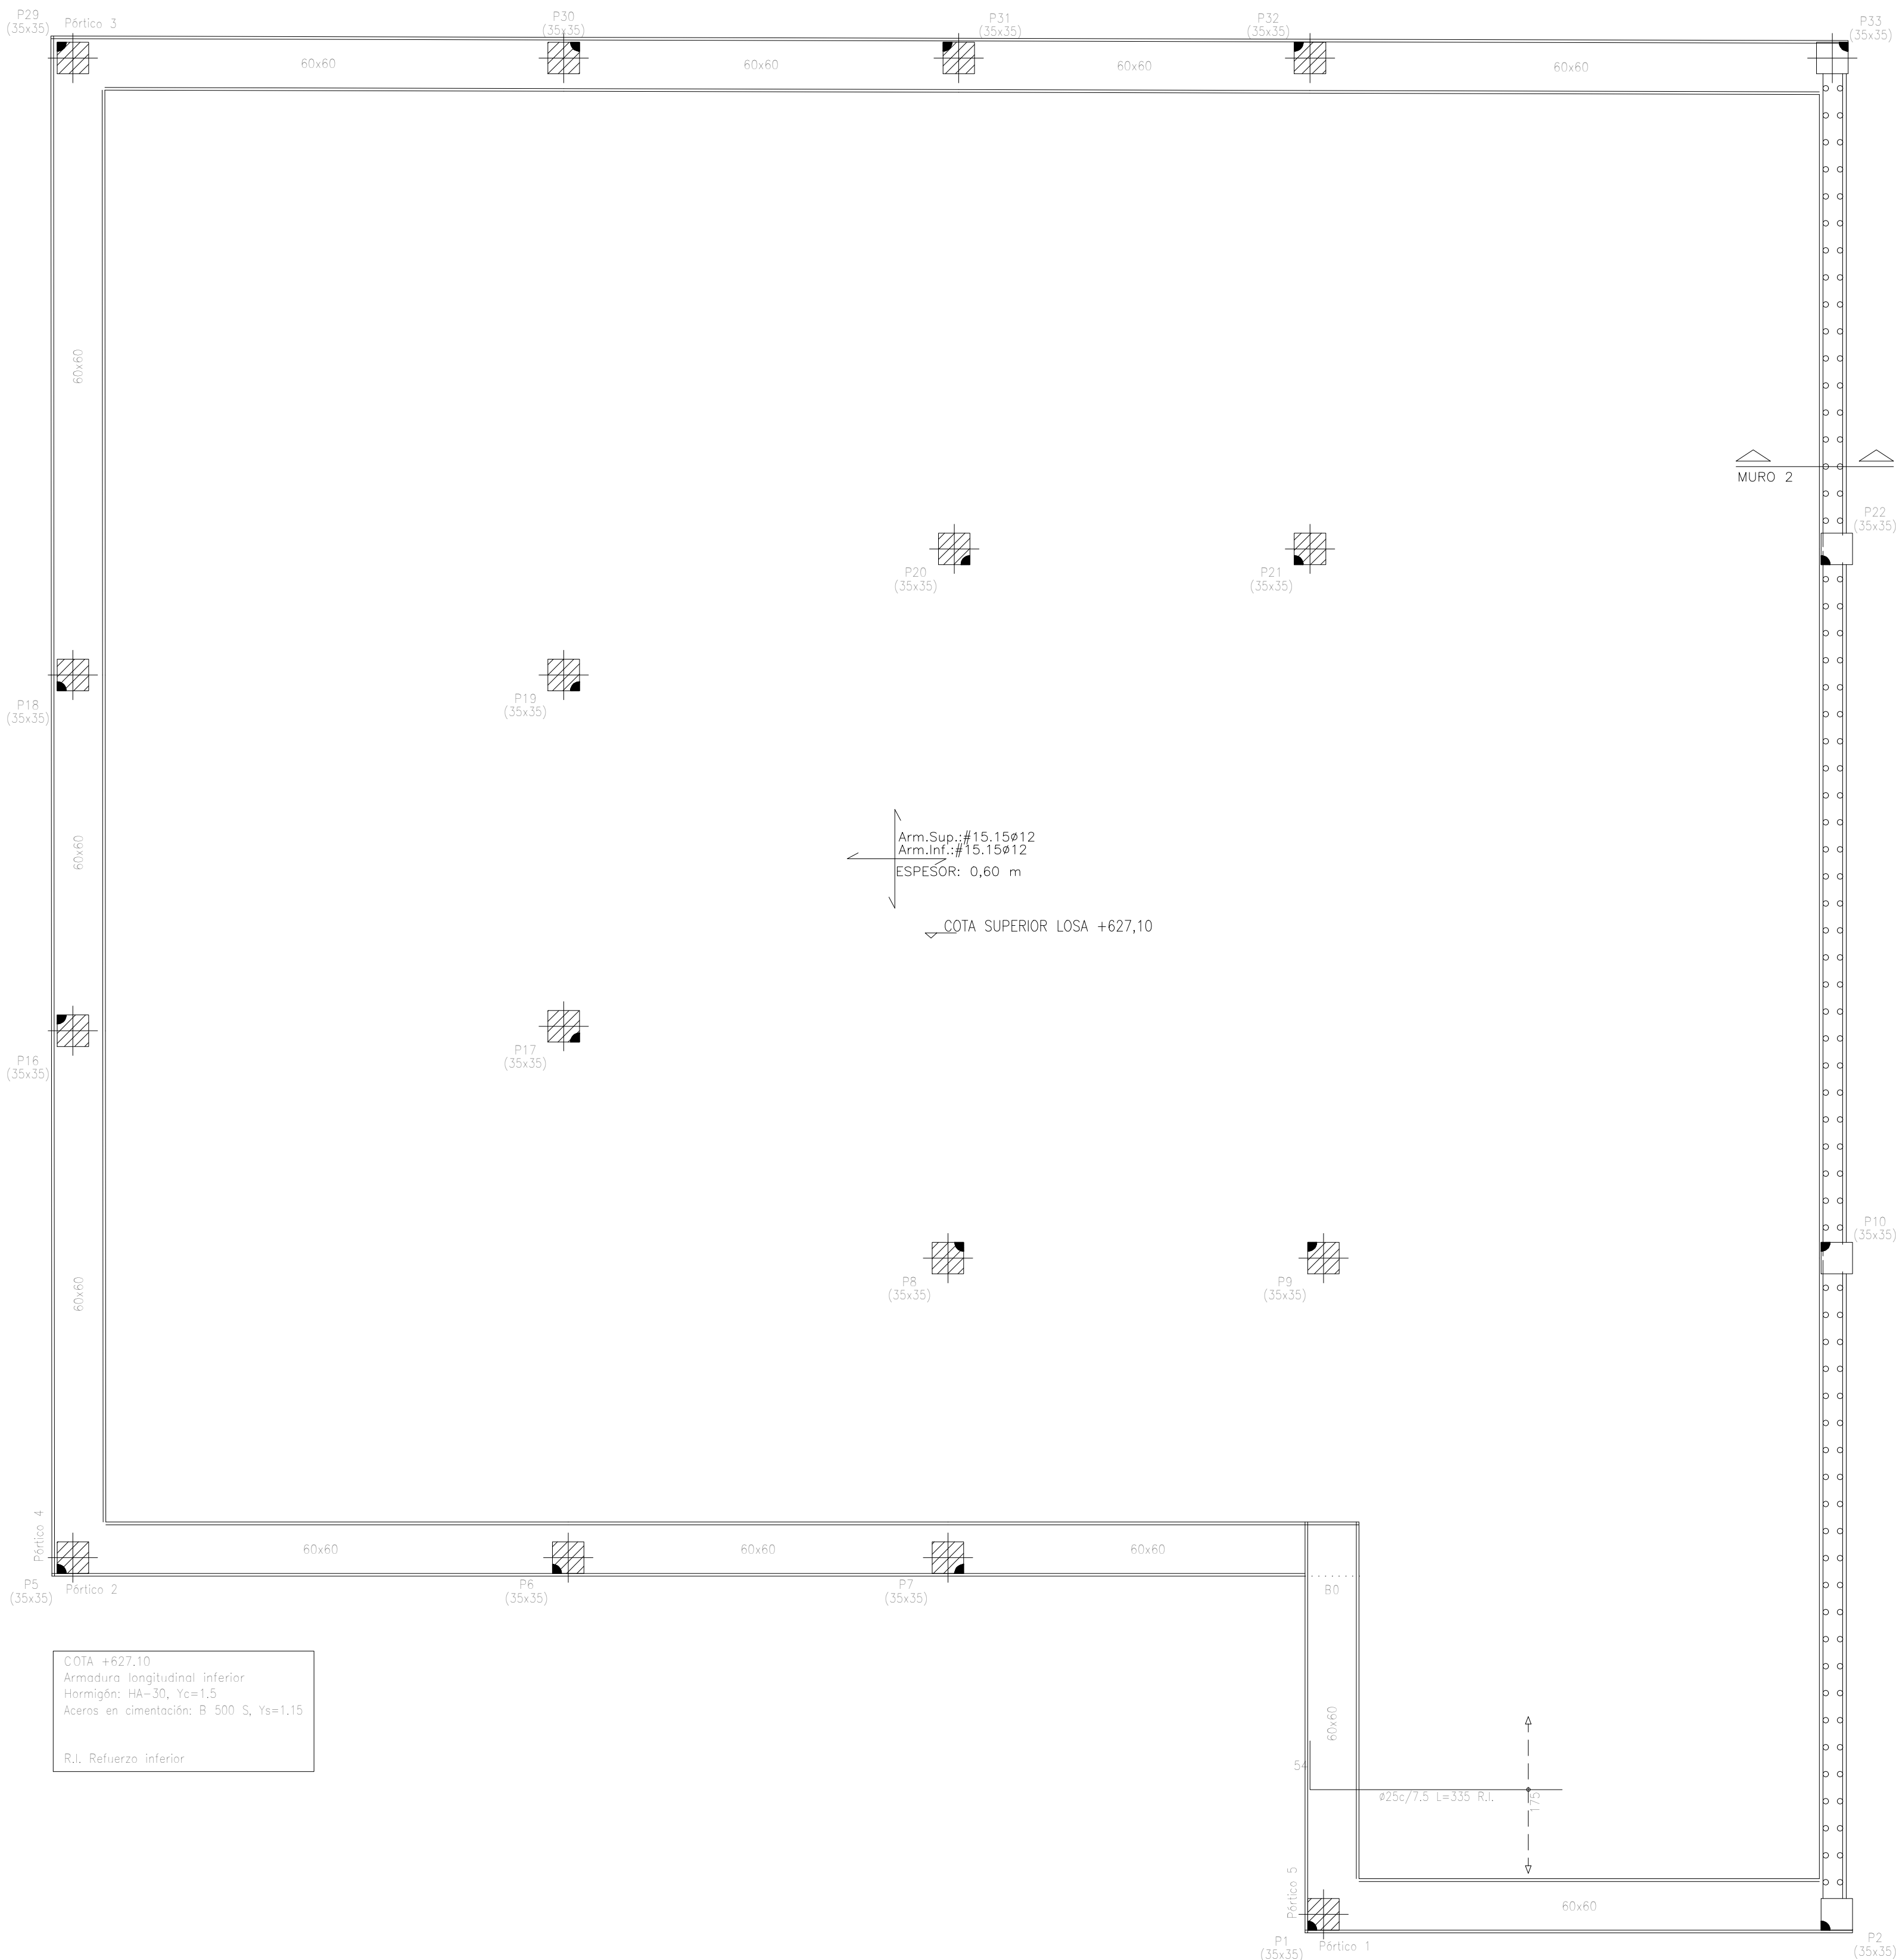 P29
(35x35)
Pórtico 3
P30
(35x35)
P31
(35x35)
P32
(35x35)
P33
(35x35)
60x60
60x60
60x60
60x60
60x60
MURO 2
P22
(35x35)
P20
(35x35)
P21
(35x35)
P18
(35x35)
P19
(35x35)
60x60
Arm.Sup.:#15.15ø12
Arm.Inf.:#15.15ø12
ESPESOR: 0,60 m
COTA SUPERIOR LOSA +627,10
P16
(35x35)
P17
(35x35)
P10
(35x35)
60x60
P8
(35x35)
P9
(35x35)
Pórtico 4
60x60
60x60
60x60
P5
(35x35)
Pórtico 2
P6
(35x35)
P7
(35x35)
B0
COTA +627.10
Armadura longitudinal inferior
Hormigón: HA-30, Yc=1.5
Aceros en cimentación: B 500 S, Ys=1.15
R.I. Refuerzo inferior
60x60
54
ø25c/7.5 L=335 R.I.
175
Pórtico 5
60x60
P1
(35x35)
Pórtico 1
P2
(35x35)